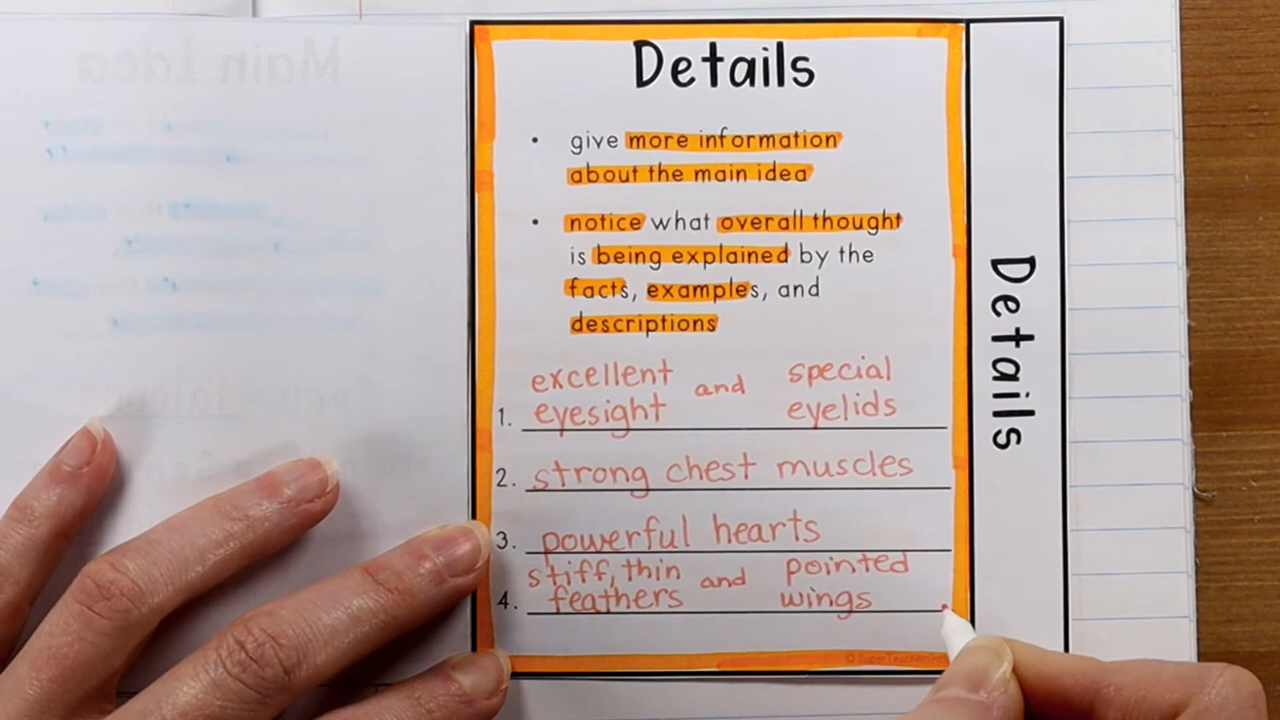 Main Idea
Details
• give more information
about the main idea
• notice what overall thought
is being explained by the
facts, examples, and
descriptions
excellent and special
1. eyesight eyelids
2. strong chest muscles
3. powerful hearts
stiff, thin and pointed
4. feathers wings
Details